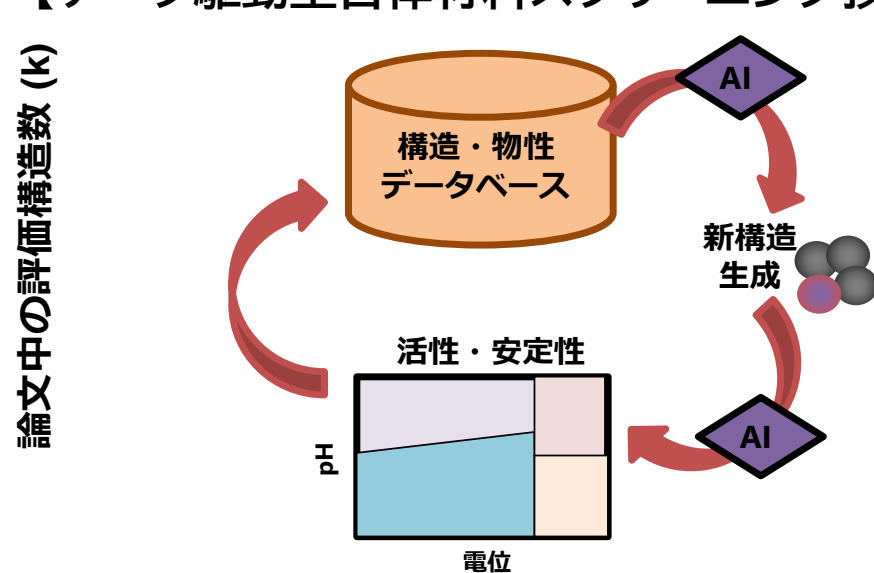 論文中の評価構造数 (k)
AI
構造・物性
データベース
新構造
生成
活性・安定性
AI
pH
電位